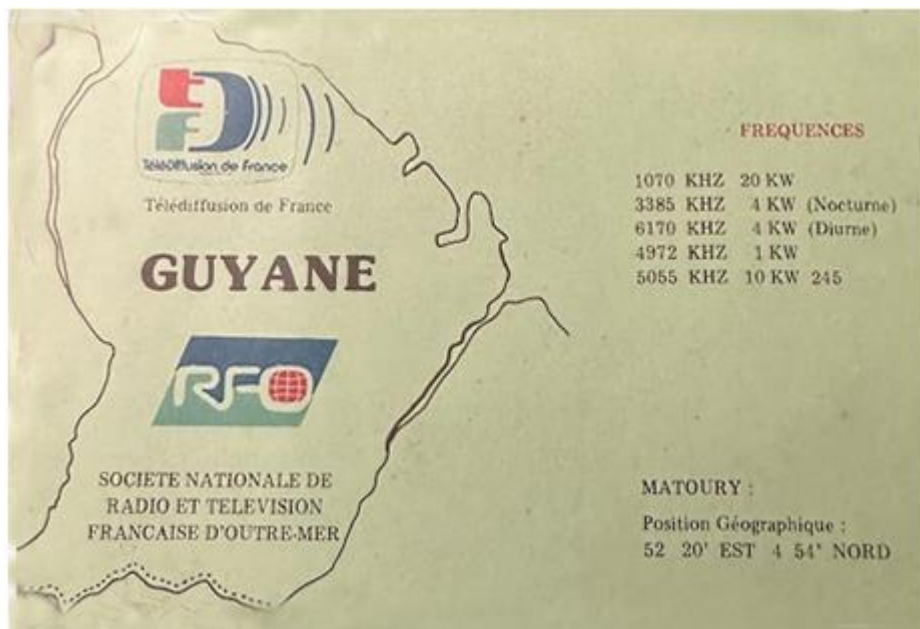 Télédiffusion de France
Télédiffusion de France
GUYANE
RFO
SOCIETE NATIONALE DE
RADIO ET TELEVISION
FRANCAISE D'OUTRE-MER
FREQUENCES
1070 KHZ 20 KW
3385 KHZ 4 KW (Nocturne)
6170 KHZ 4 KW (Diurne)
4972 KHZ 1 KW
5055 KHZ 10 KW 245
MATOURY :
Position Géographique :
52 20' EST 4 54' NORD